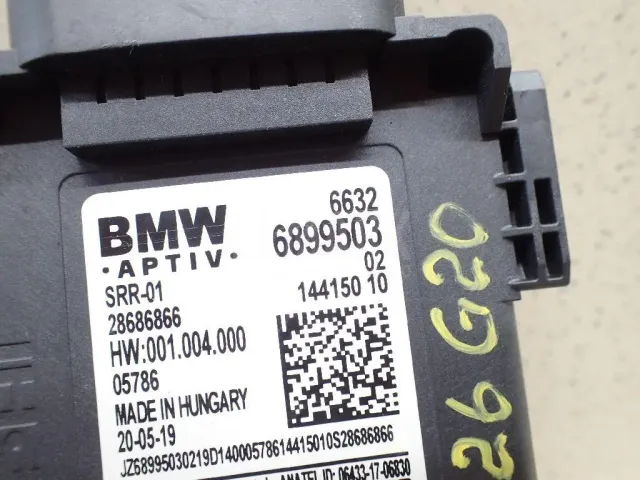 BMW
·APTIV·
6632
6899503
02
SRR-01
144150 10
28686866
HW:001.004.000
05786
MADE IN HUNGARY
20-05-19
JZ68995030219D14000578614415010S28686866
ANATEL ID: 06433-17-06830
26 G20